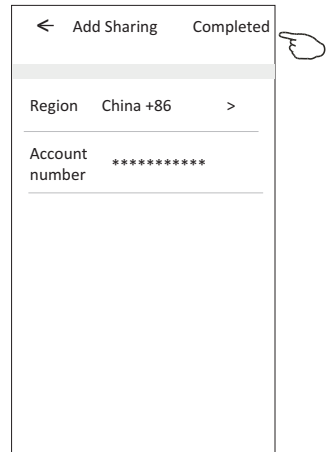 ← Add Sharing Completed
Region China +86 >
Account
number ***********